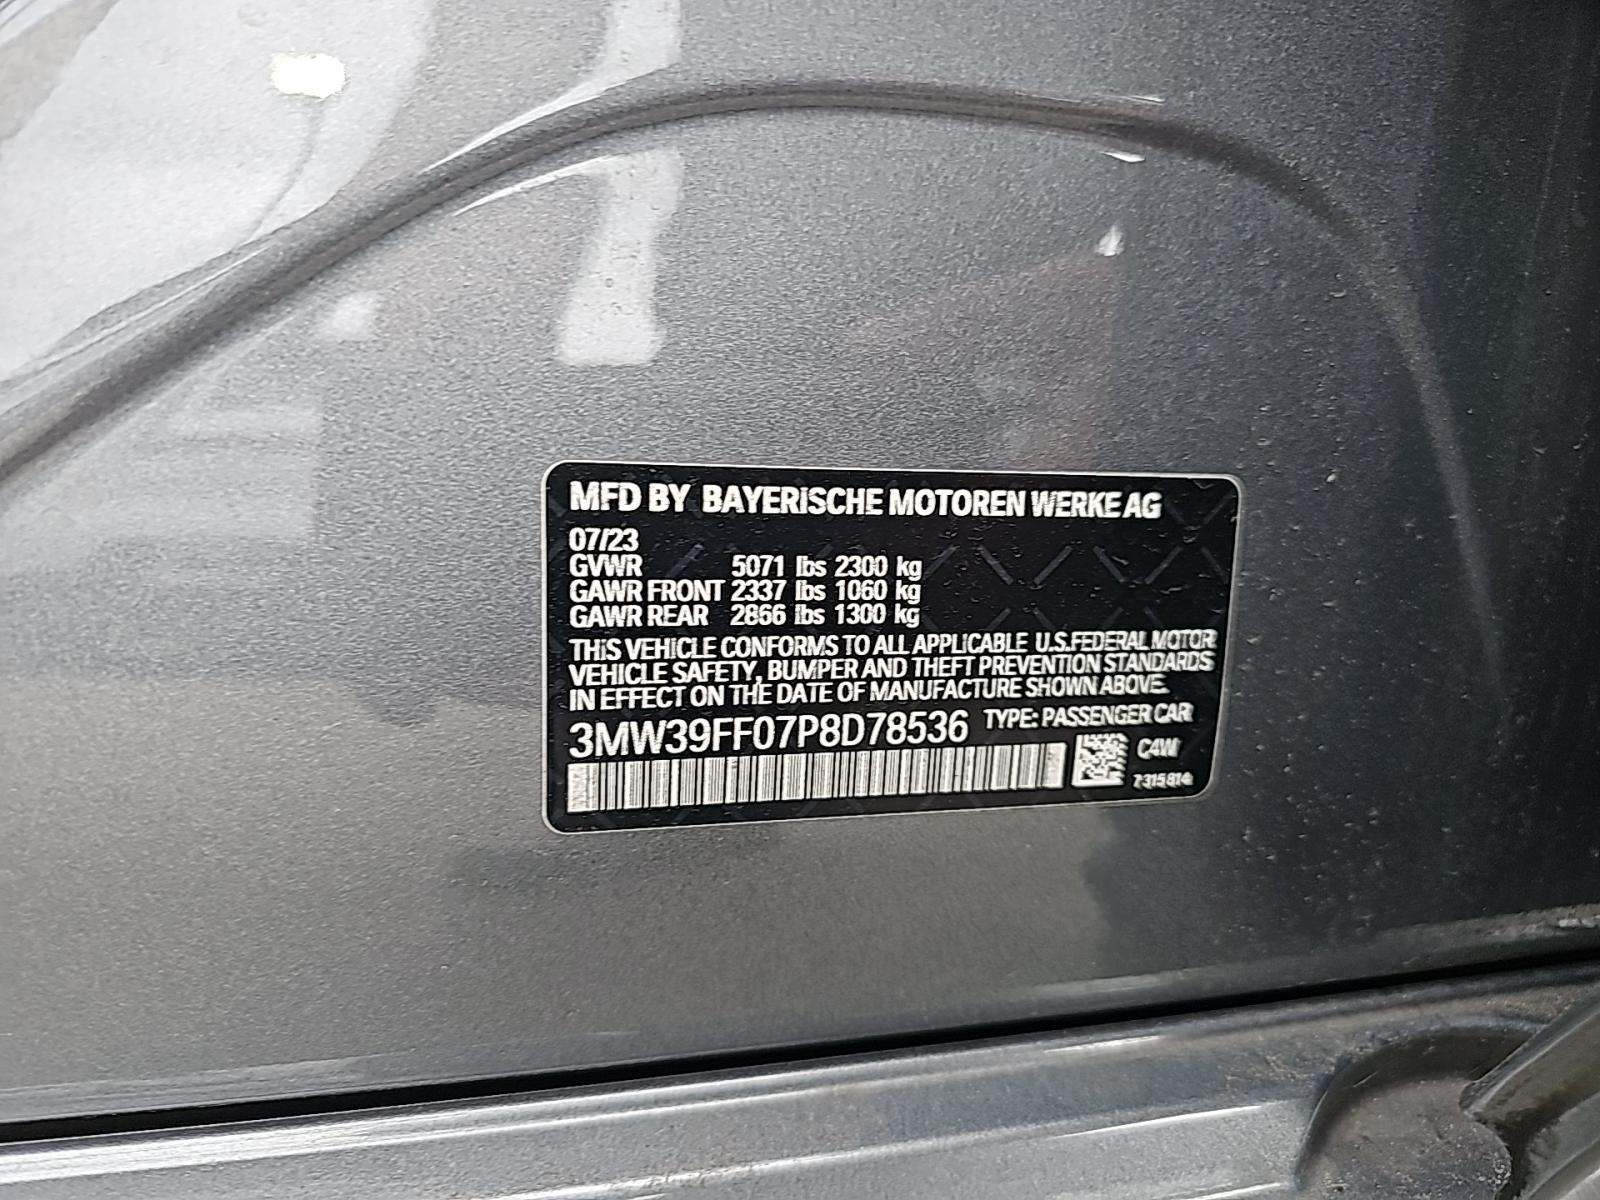 MFD BY BAYERISCHE MOTOREN WERKE AG
07/23
GVWR 5071 lbs 2300 kg
GAWR FRONT 2337 lbs 1060 kg
GAWR REAR 2866 lbs 1300 kg
THIS VEHICLE CONFORMS TO ALL APPLICABLE U.S.FEDERAL MOTOR
VEHICLE SAFETY, BUMPER AND THEFT PREVENTION STANDARDS
IN EFFECT ON THE DATE OF MANUFACTURE SHOWN ABOVE.
3MW39FF07P8D78536 TYPE: PASSENGER CAR
C4W
7315814